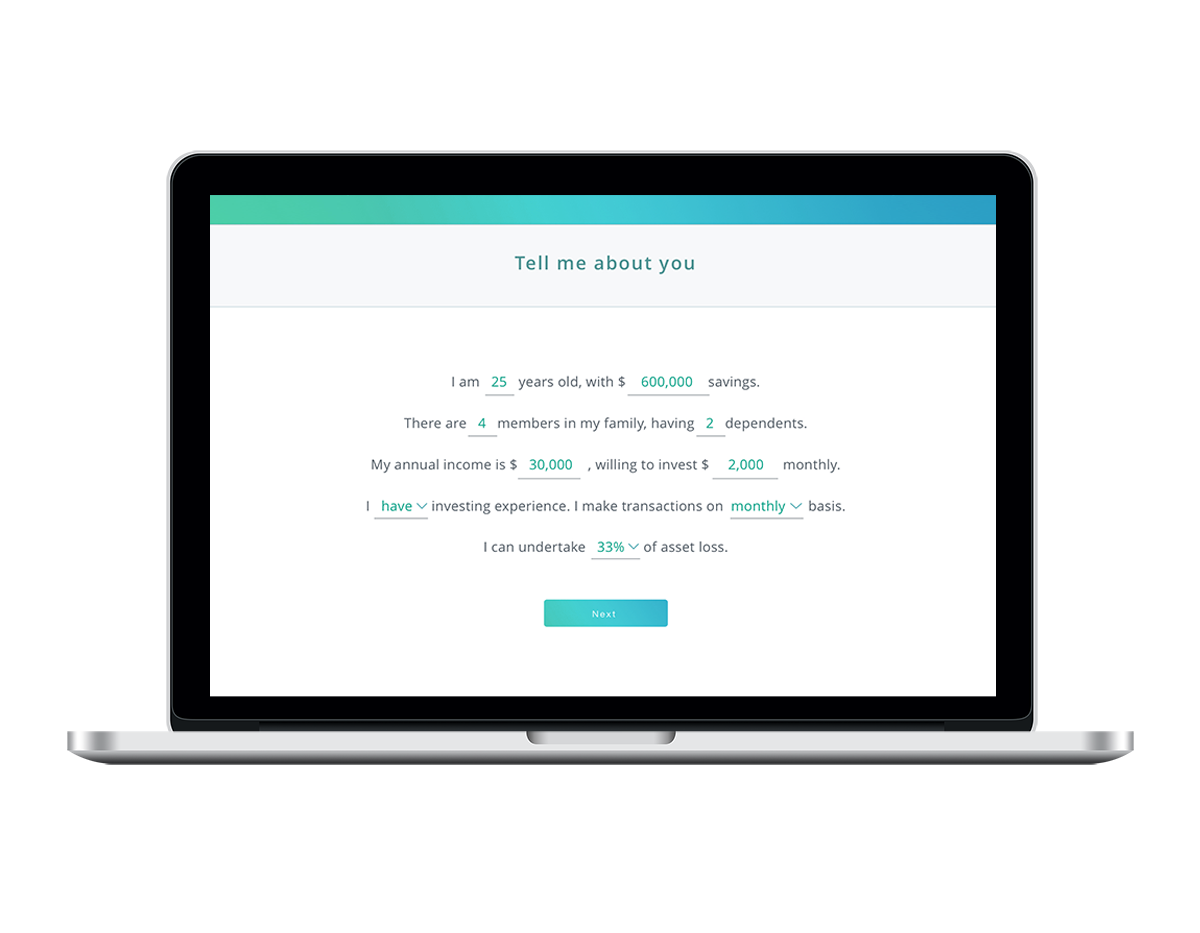 Tell me about you
I am 25 years old, with $ 600,000 savings.
There are 4 members in my family, having 2 dependents.
My annual income is $ 30,000 , willing to invest $ 2,000 monthly.
I have investing experience. I make transactions on monthly basis.
I can undertake 33% of asset loss.
Next